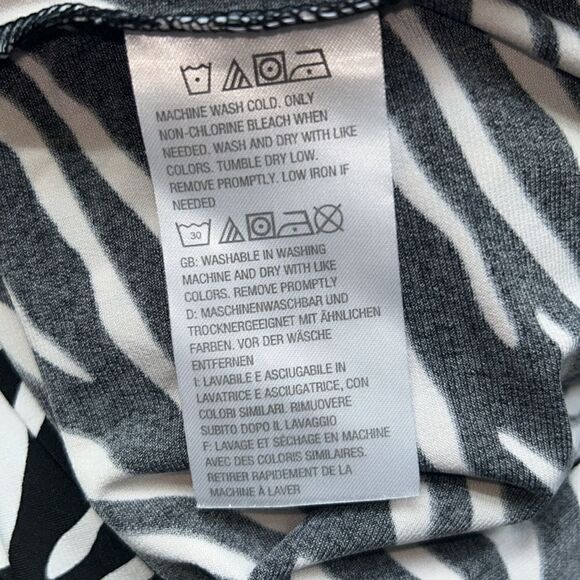 MACHINE WASH COLD. ONLY
NON-CHLORINE BLEACH WHEN
NEEDED. WASH AND DRY WITH LIKE
COLORS. TUMBLE DRY LOW.
REMOVE PROMPTLY. LOW IRON IF
NEEDED
30
GB: WASHABLE IN WASHING
MACHINE AND DRY WITH LIKE
COLORS. REMOVE PROMPTLY
D: MASCHINENWASCHBAR UND
TROCKNERGEEIGNET MIT ÄHNLICHEN
FARBEN. VOR DER WÄSCHE
ENTFERNEN
I: LAVABILE E ASCIUGABILE IN
LAVATRICE E ASCIUGATRICE, CON
COLORI SIMILARI. RIMUOVERE
SUBITO DOPO IL LAVAGGIO
F: LAVAGE ET SÉCHAGE EN MACHINE
AVEC DES COLORIS SIMILAIRES.
RETIRER RAPIDEMENT DE LA
MACHINE À LAVER